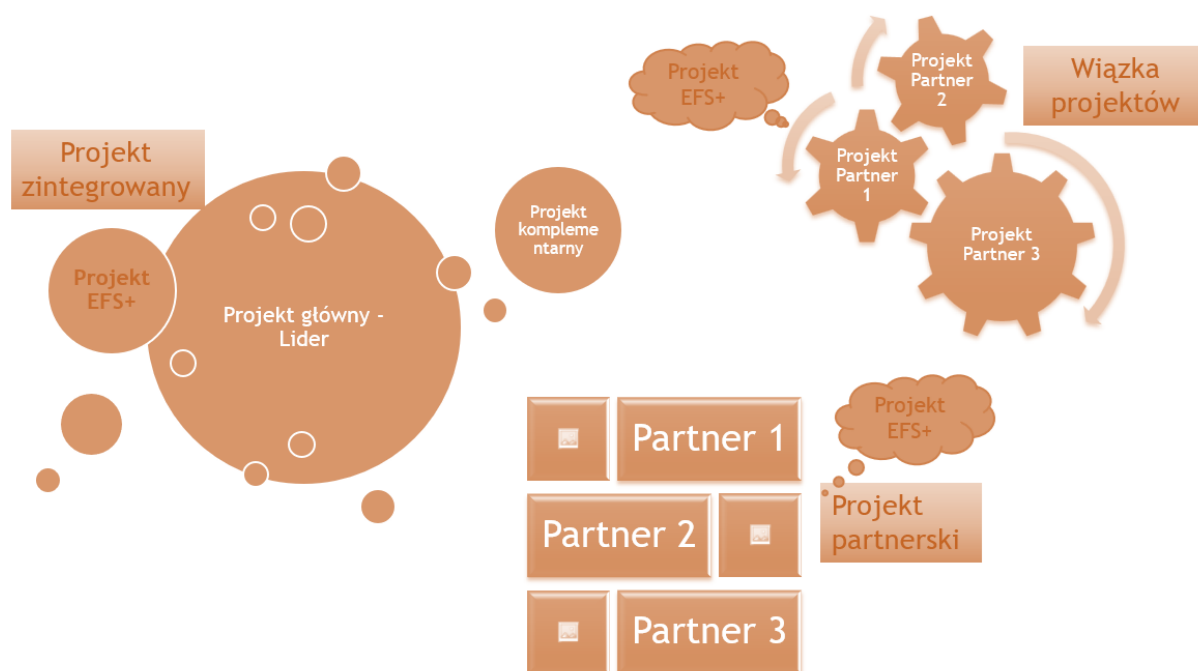 Projekt
zintegrowany
Projekt
EFS+
Projekt główny -
Lider
Projekt
kompleme
ntarny
Projekt
EFS+
Projekt
Partner
2
Projekt
Partner
1
Projekt
Partner 3
Wiązka
projektów
Partner 1
Partner 2
Partner 3
Projekt
EFS+
Projekt
partnerski